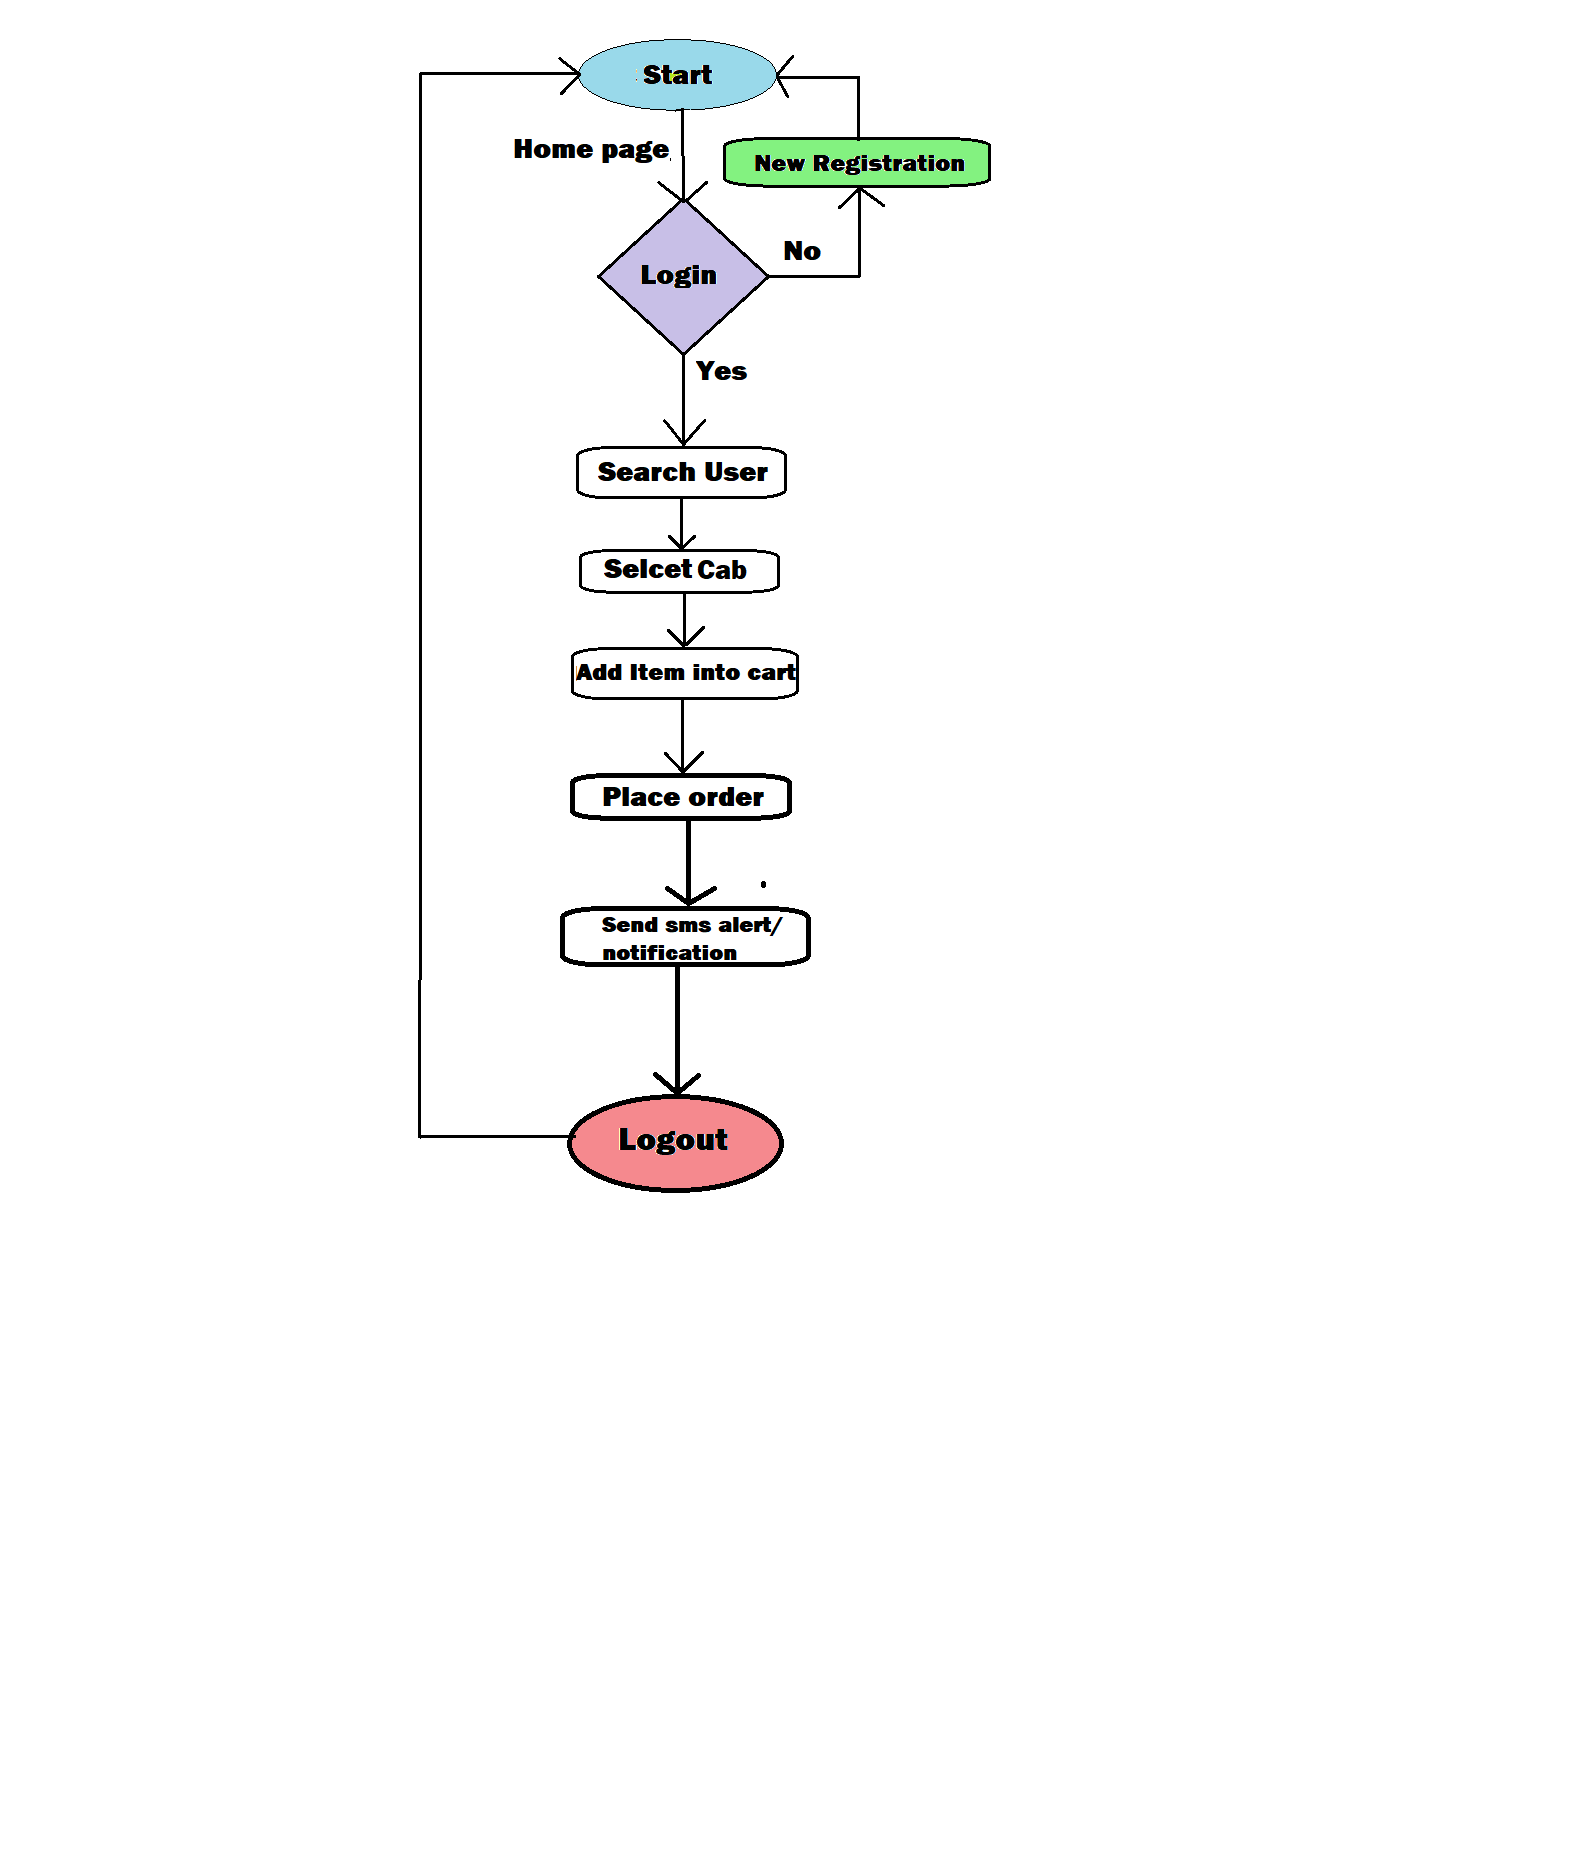 Start
Home page
New Registration
No
Login
Yes
Search User
Selcet Cab
Add Item into cart
Place order
Send sms alert/
notification
Logout